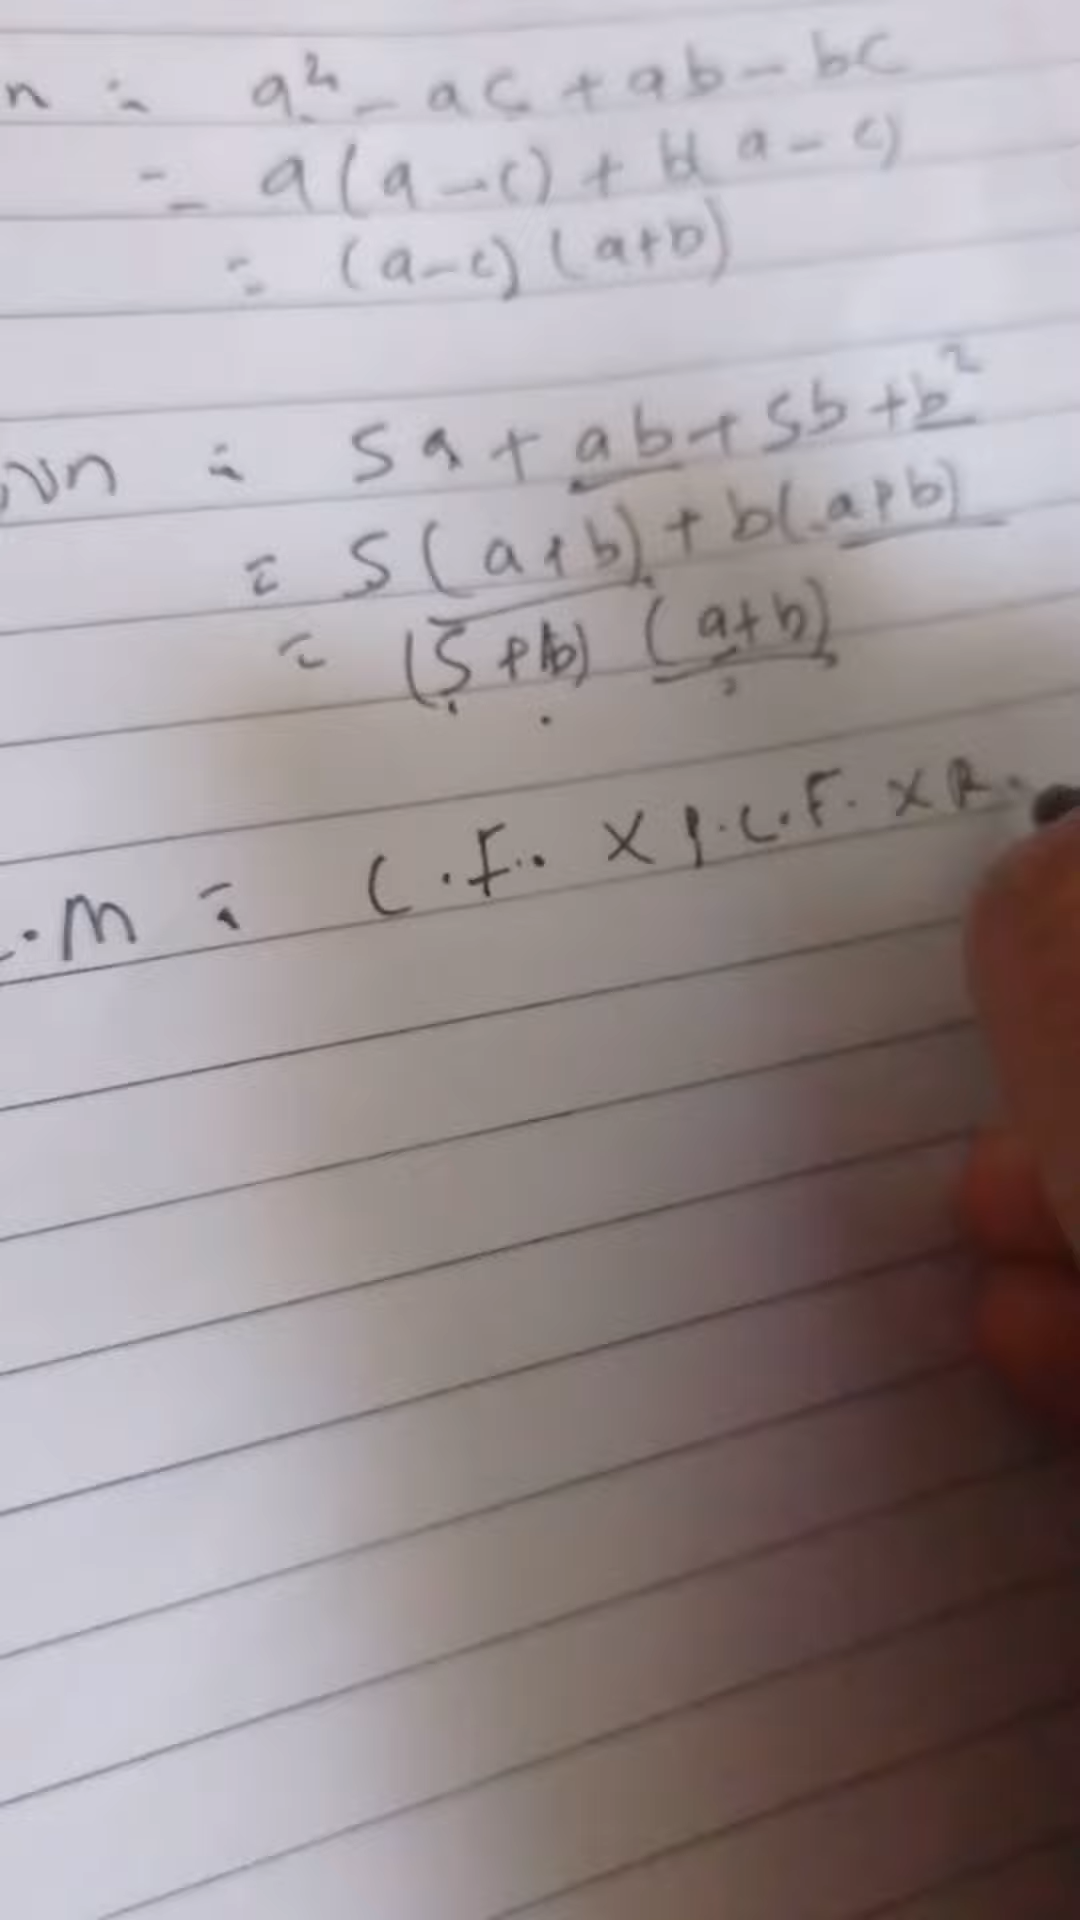 n = a² - ac + ab - bc
= a(a-c) + b(a-c)
= (a-c) (a+b)
5a + ab + 5b + b²
= 5(a+b) + b(a+b)
= (5+b) (a+b)
.M = C.F. × P.C.F. × R.